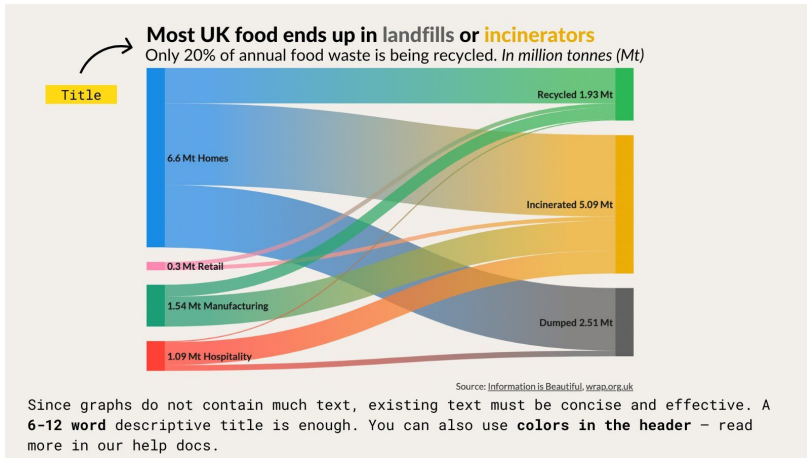 Most UK food ends up in landfills or incinerators
Only 20% of annual food waste is being recycled. In million tonnes (Mt)
Title
Recycled 1.93 Mt
6.6 Mt Homes
Incinerated 5.09 Mt
0.3 Mt Retail
1.54 Mt Manufacturing
Dumped 2.51 Mt
1.09 Mt Hospitality
Source: Information is Beautiful, wrap.org.uk
Since graphs do not contain much text, existing text must be concise and effective. A
6-12 word descriptive title is enough. You can also use colors in the header – read
more in our help docs.